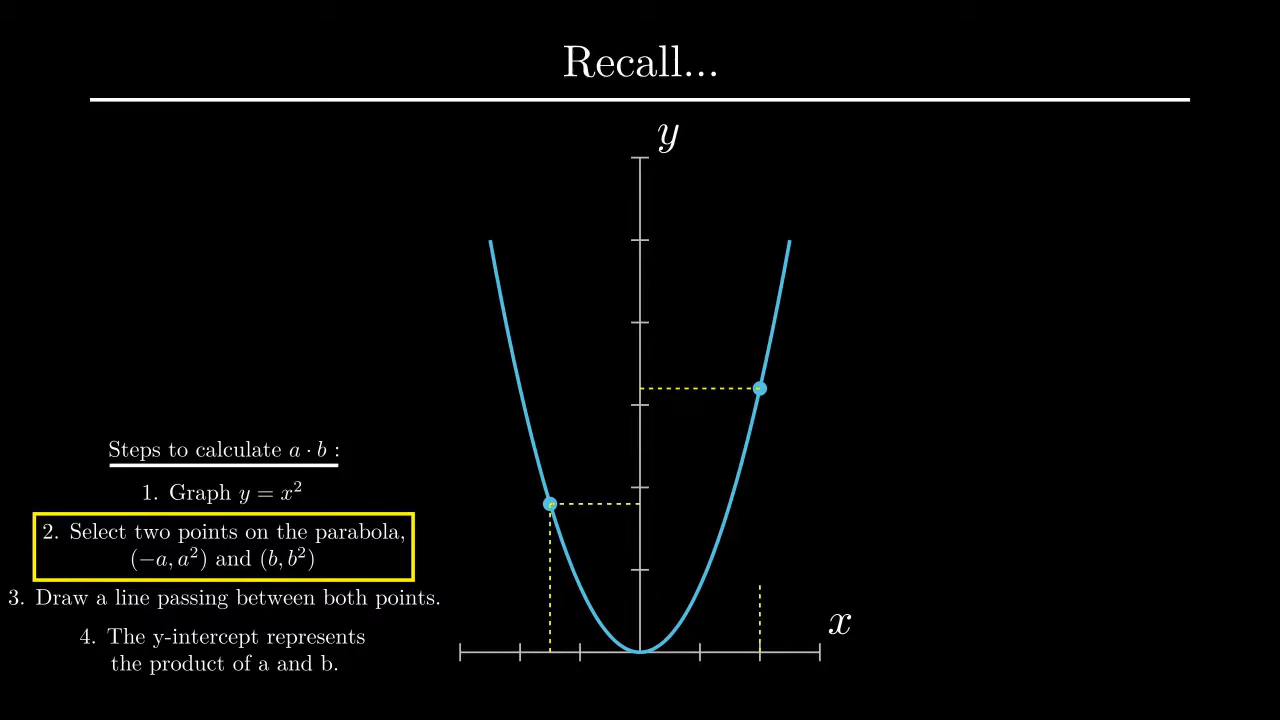 Recall...
y
Steps to calculate a · b :
1. Graph y = x²
2. Select two points on the parabola,
(−a, a²) and (b, b²)
3. Draw a line passing between both points.
x
4. The y-intercept represents
the product of a and b.